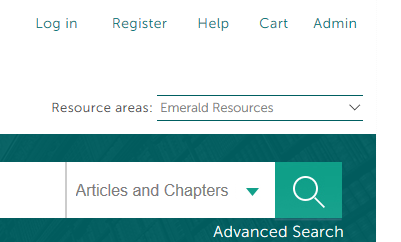 Log in Register Help Cart Admin
Resource areas: Emerald Resources
Articles and Chapters
Advanced Search